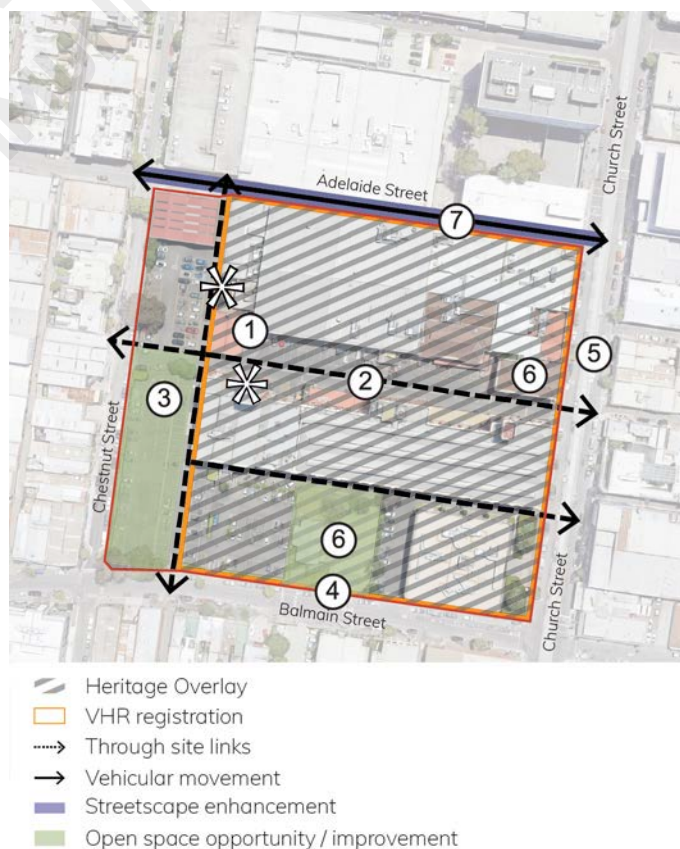 Adelaide Street
Church Street
7
1
2
5
6
3
Chestnut Street
6
4
Balmain Street
Church Street
Heritage Overlay
VHR registration
Through site links
Vehicular movement
Streetscape enhancement
Open space opportunity / improvement